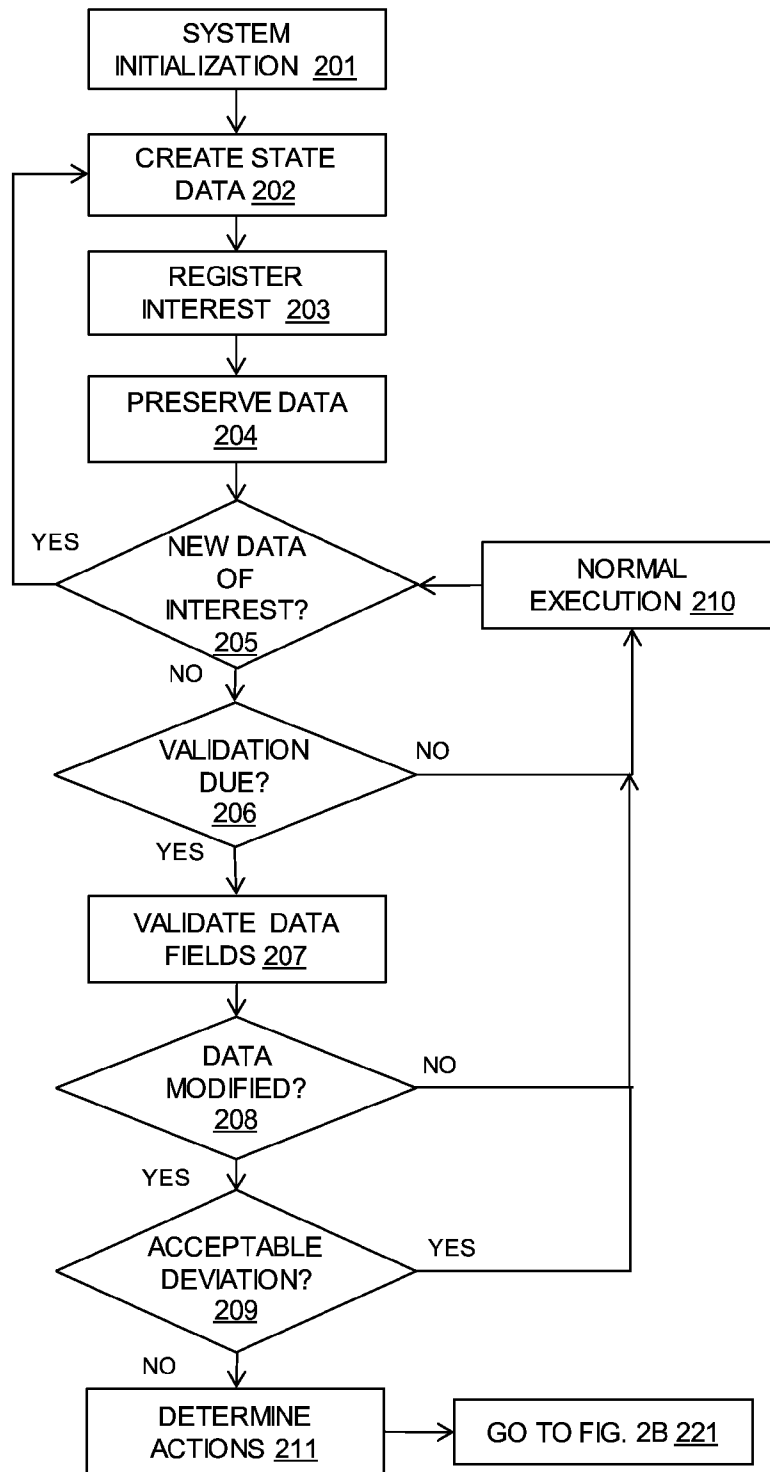 SYSTEM
INITIALIZATION 201
CREATE STATE
DATA 202
REGISTER
INTEREST 203
PRESERVE DATA
204
YES
NEW DATA
OF
INTEREST?
205
NORMAL
EXECUTION 210
NO
VALIDATION
DUE?
206
NO
YES
VALIDATE DATA
FIELDS 207
DATA
MODIFIED?
208
NO
YES
ACCEPTABLE
DEVIATION?
209
YES
NO
DETERMINE
ACTIONS 211
GO TO FIG. 2B 221